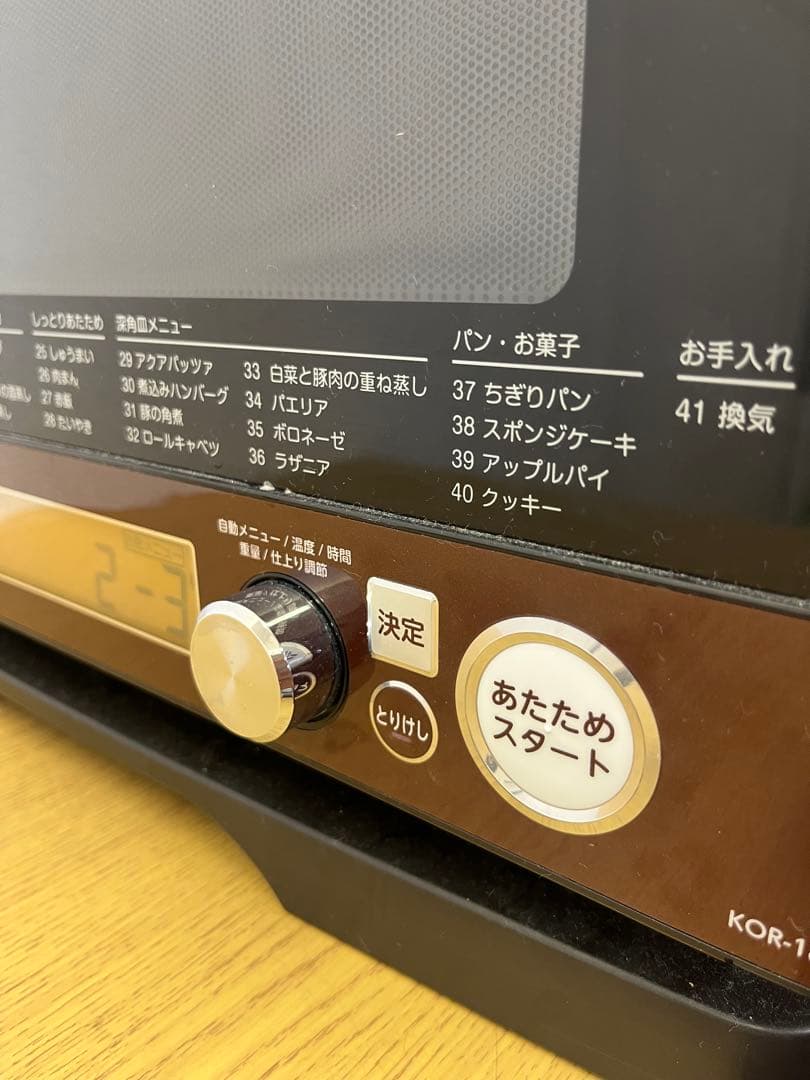 しっとりあたため
25 しゅうまい
26 肉まん
27 赤飯
28 たいやき
深角皿メニュー
29 アクアパッツァ
30 煮込みハンバーグ
31 豚の角煮
32 ロールキャベツ
33 白菜と豚肉の重ね蒸し
34 パエリア
35 ボロネーゼ
36 ラザニア
パン・お菓子
37 ちぎりパン
38 スポンジケーキ
39 アップルパイ
40 クッキー
お手入れ
41 換気
2-3
自動メニュー / 温度 / 時間
重量 / 仕上り調節
決定
とりけし
あたため
スタート
KOR-1